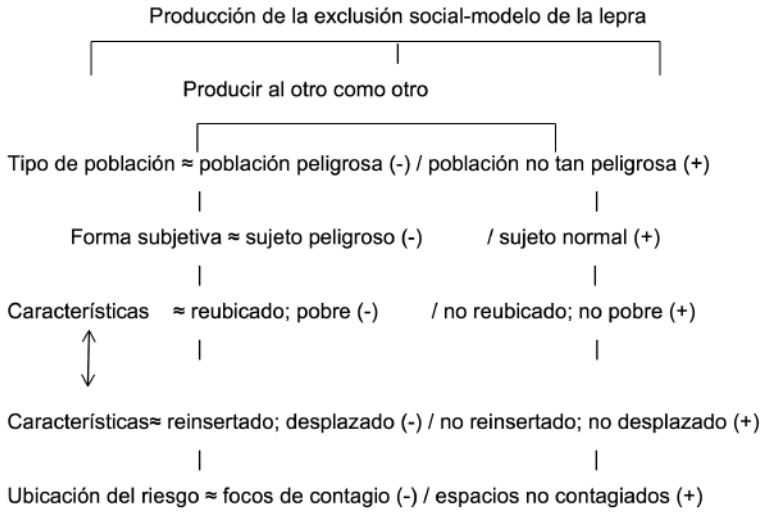 Producción de la exclusión social-modelo de la lepra
Producir al otro como otro
Tipo de población ≈ población peligrosa (-) / población no tan peligrosa (+)
Forma subjetiva ≈ sujeto peligroso (-) / sujeto normal (+)
Características ≈ reubicado; pobre (-) / no reubicado; no pobre (+)
Características≈ reinsertado; desplazado (-) / no reinsertado; no desplazado (+)
Ubicación del riesgo ≈ focos de contagio (-) / espacios no contagiados (+)